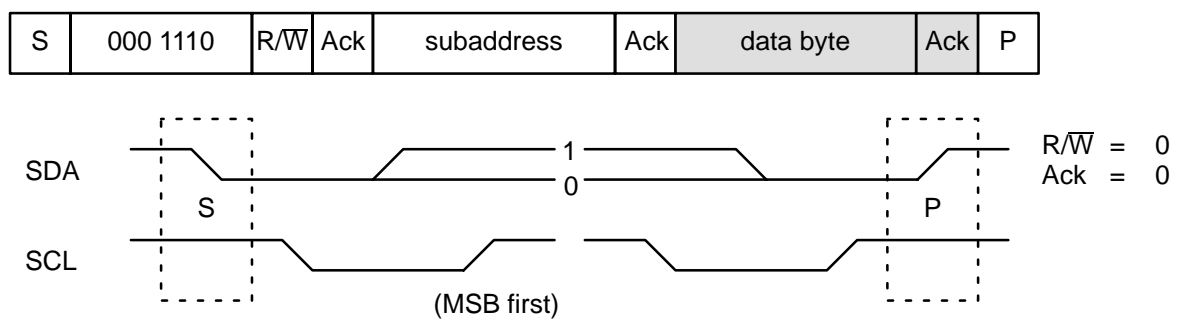 S 000 1110 R/W̅ Ack subaddress Ack data byte Ack P
SDA
1
0
R/W̅ = 0
Ack = 0
S
P
SCL
(MSB first)